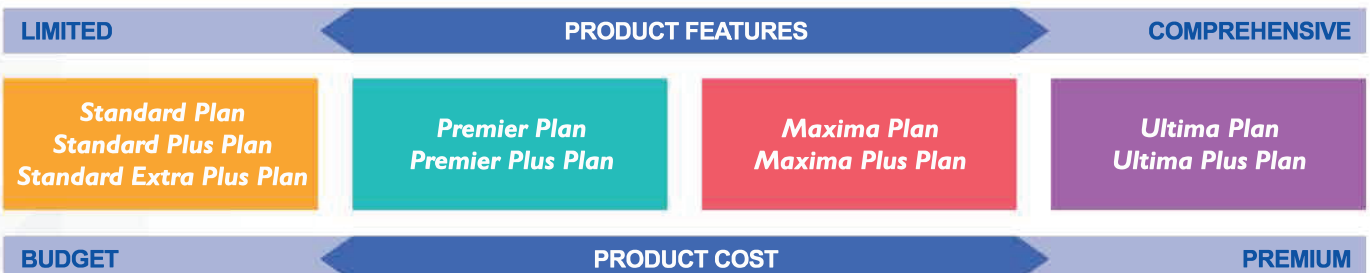 LIMITED PRODUCT FEATURES COMPREHENSIVE
Standard Plan
Standard Plus Plan
Standard Extra Plus Plan
Premier Plan
Premier Plus Plan
Maxima Plan
Maxima Plus Plan
Ultima Plan
Ultima Plus Plan
BUDGET PRODUCT COST PREMIUM